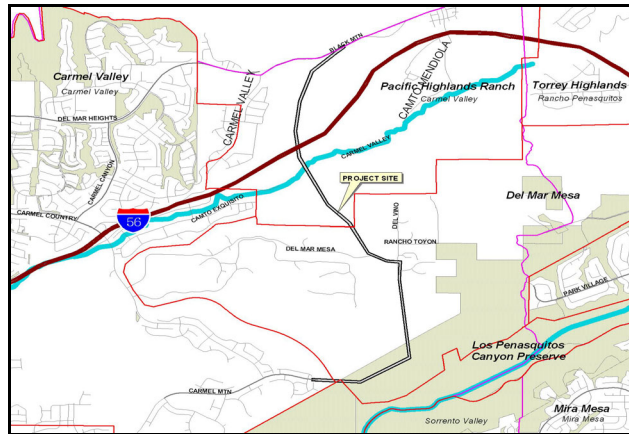 BLACK MTN
Carmel Valley
Carmel Valley
CARMEL VALLEY
CAMTO MENDIOLA
Pacific Highlands Ranch
Carmel Valley
Torrey Highlands
Rancho Penasquitos
DEL MAR HEIGHTS
CARMEL CANYON
CARMEL VALLEY
PROJECT SITE
Del Mar Mesa
CAMTO EXQUISITO
CARMEL COUNTRY
56
DEL VINO
DEL MAR MESA
RANCHO TOYON
PARK VILLAGE
Los Penasquitos
Canyon Preserve
CARMEL MTN
Mira Mesa
Mira Mesa
Sorrento Valley